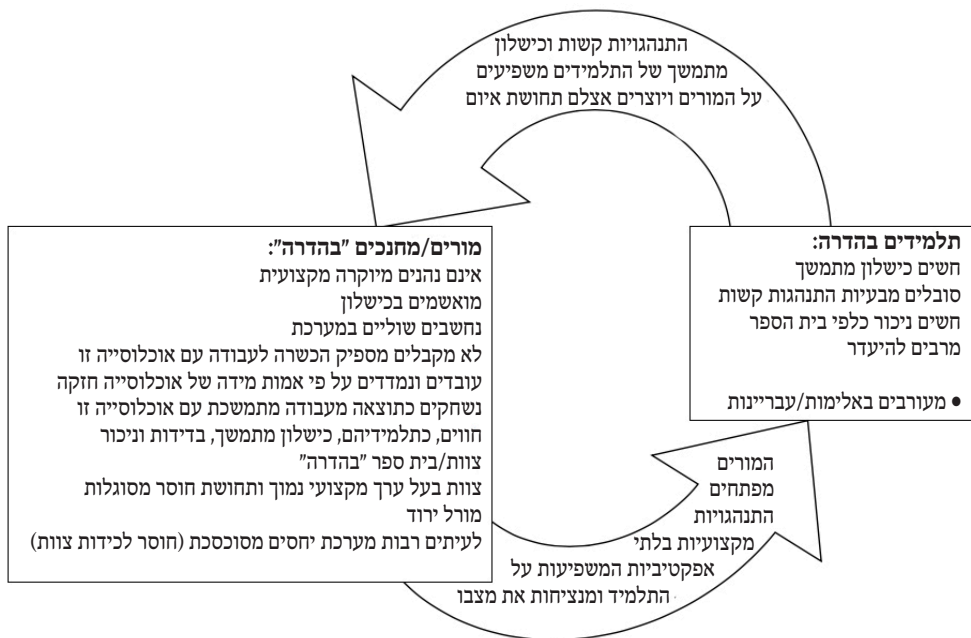 התנהגויות קשות וכישלון
מתמשך של התלמידים משפיעים
על המורים ויוצרים אצלם תחושת איום
תלמידים בהדרה:
חשים כישלון מתמשך
סובלים מבעיות התנהגות קשות
חשים ניכור כלפי בית הספר
מרבים להיעדר
• מעורבים באלימות/עבריינות
מורים/מחנכים "בהדרה":
אינם נהנים מיוקרה מקצועית
מואשמים בכישלון
נחשבים שוליים במערכת
לא מקבלים מספיק הכשרה לעבודה עם אוכלוסייה זו
עובדים ונמדדים על פי אמות מידה של אוכלוסייה חזקה
נשחקים כתוצאה מעבודה מתמשכת עם אוכלוסייה זו
חווים, כתלמידיהם, כישלון מתמשך, בדידות וניכור
צוות/בית ספר "בהדרה"
צוות בעל ערך מקצועי נמוך ותחושת חוסר מסוגלות
מורל ירוד
לעיתים רבות מערכת יחסים מסוכסכת (חוסר לכידות צוות)
המורים
מפתחים
התנהגויות
מקצועיות בלתי
אפקטיביות המשפיעות על
התלמיד ומנציחות את מצבו